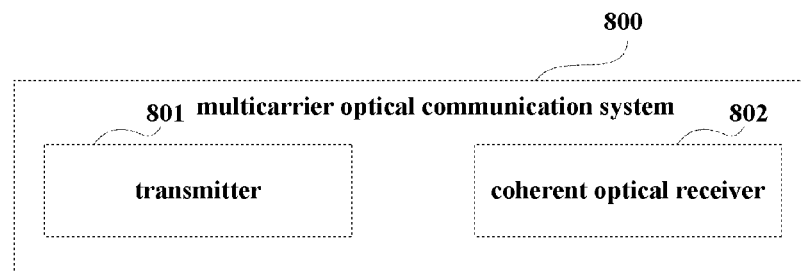 800
multicarrier optical communication system
801
802
transmitter
coherent optical receiver